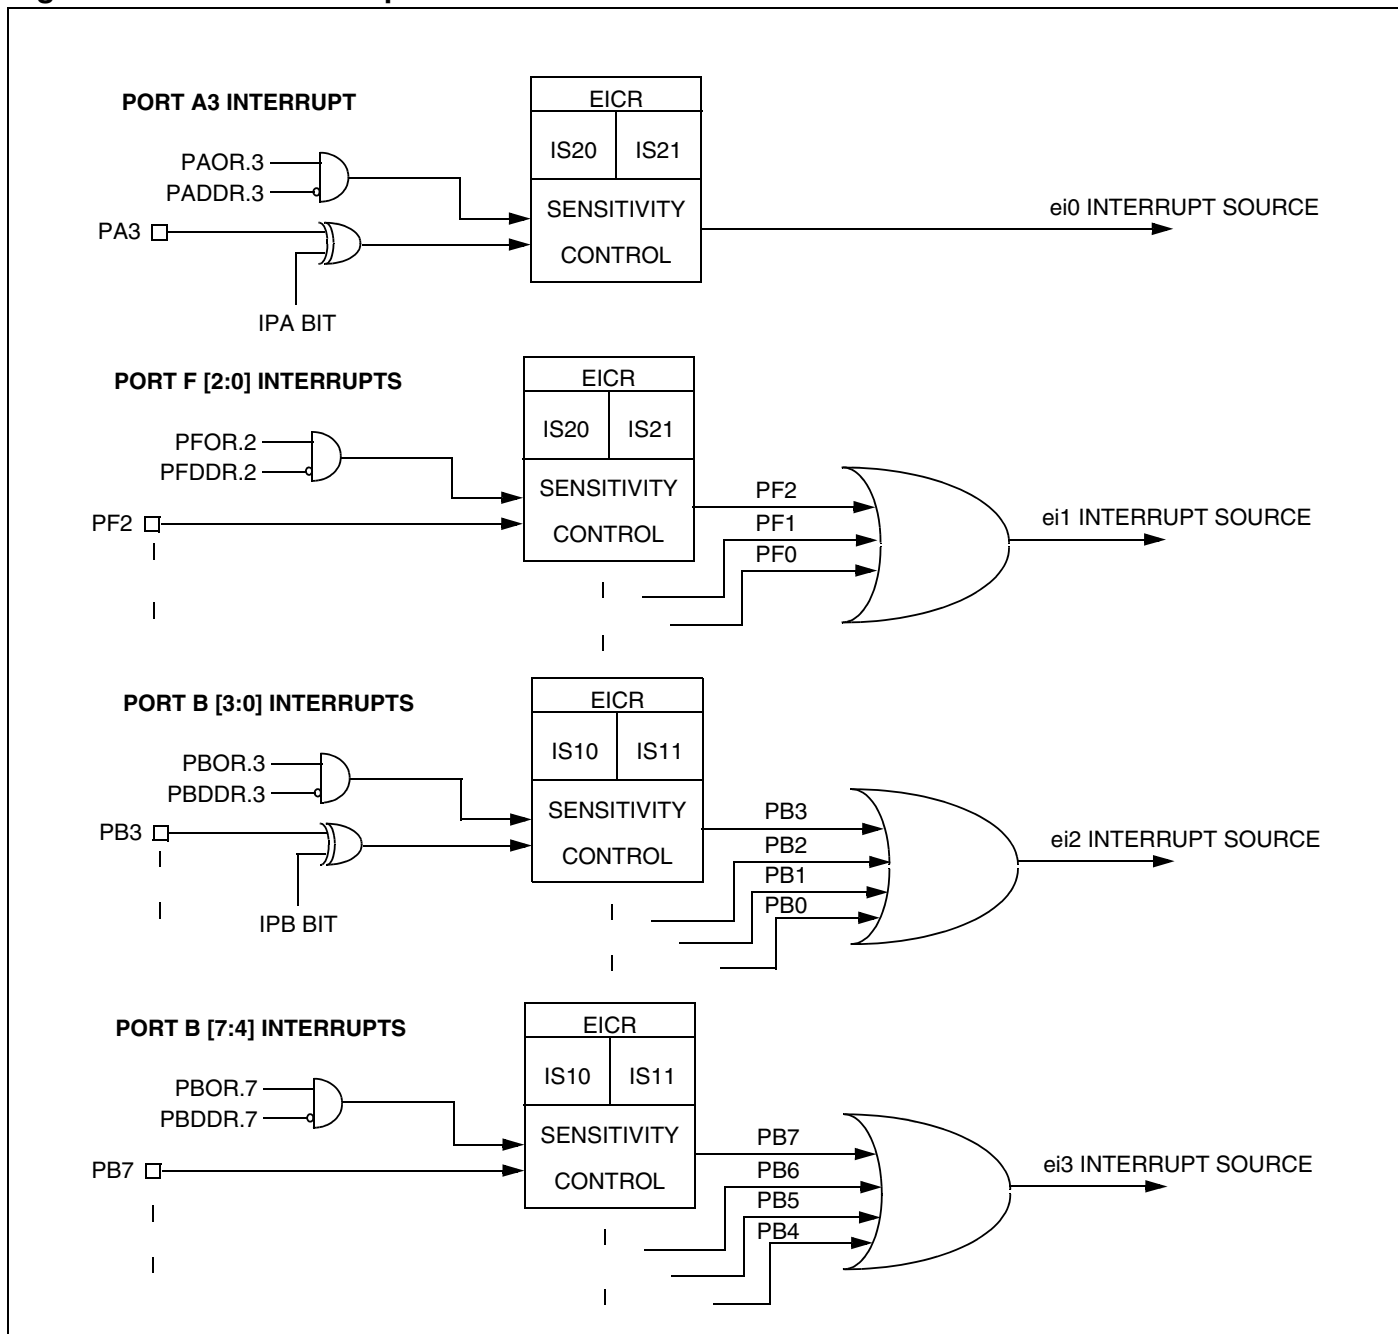 PORT A3 INTERRUPT
EICR
IS20 IS21
PAOR.3
PADDR.3
SENSITIVITY
CONTROL
PA3
IPA BIT
ei0 INTERRUPT SOURCE
PORT F [2:0] INTERRUPTS
EICR
IS20 IS21
PFOR.2
PFDDR.2
SENSITIVITY
CONTROL
PF2
PF2
PF1
PF0
ei1 INTERRUPT SOURCE
PORT B [3:0] INTERRUPTS
EICR
IS10 IS11
PBOR.3
PBDDR.3
SENSITIVITY
CONTROL
PB3
IPB BIT
PB3
PB2
PB1
PB0
ei2 INTERRUPT SOURCE
PORT B [7:4] INTERRUPTS
EICR
IS10 IS11
PBOR.7
PBDDR.7
SENSITIVITY
CONTROL
PB7
PB7
PB6
PB5
PB4
ei3 INTERRUPT SOURCE